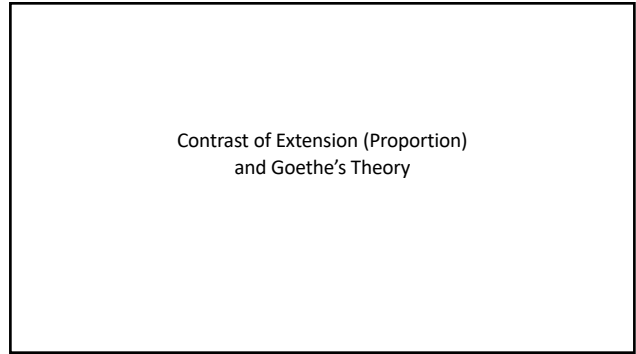 Contrast of Extension (Proportion)
and Goethe’s Theory